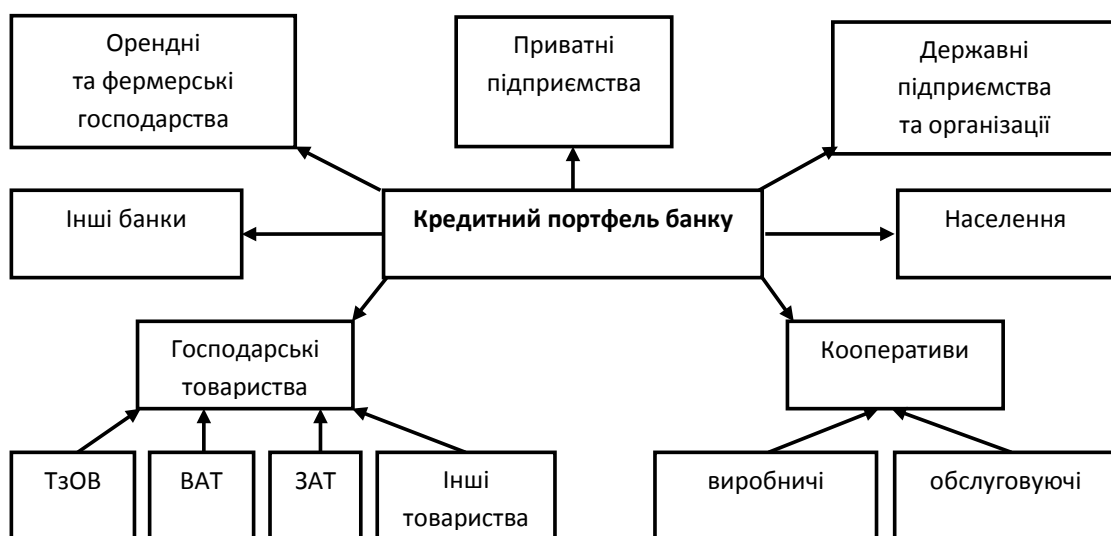 Орендні
та фермерські
господарства
Приватні
підприємства
Державні
підприємства
та організації
Інші банки
Кредитний портфель банку
Населення
Господарські
товариства
Кооперативи
ТзОВ
ВАТ
ЗАТ
Інші
товариства
виробничі
обслуговуючі